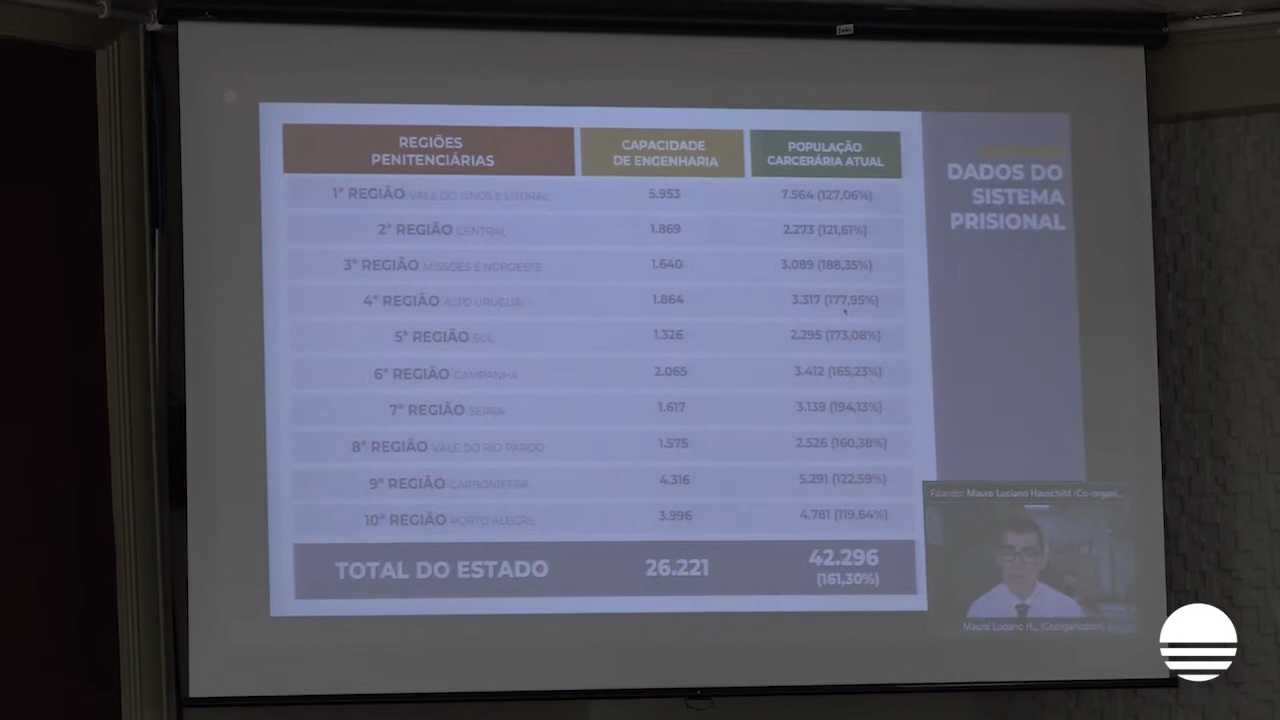 REGIÕES
PENITENCIÁRIAS
CAPACIDADE
DE ENGENHARIA
POPULAÇÃO
CARCERÁRIA ATUAL
1ª REGIÃO VALE DO SINOS E LITORAL 5.953 7.564 (127,06%)
2ª REGIÃO CENTRAL 1.869 2.273 (121,61%)
3ª REGIÃO MISSÕES E NOROESTE 1.640 3.089 (188,35%)
4ª REGIÃO ALTO URUGUAI 1.864 3.317 (177,95%)
5ª REGIÃO SUL 1.326 2.295 (173,08%)
6ª REGIÃO CAMPANHA 2.065 3.412 (165,23%)
7ª REGIÃO SERRA 1.617 3.139 (194,13%)
8ª REGIÃO VALE DO RIO PARDO 1.575 2.526 (160,38%)
9ª REGIÃO CARBONÍFERA 4.316 5.291 (122,59%)
10ª REGIÃO PORTO ALEGRE 3.996 4.781 (119,64%)
TOTAL DO ESTADO 26.221 42.296
(161,30%)
DADOS DO
SISTEMA
PRISIONAL
Falando: Mauro Luciano Hauschild (Co-organi...
Mauro Luciano H... (Coorganizador)